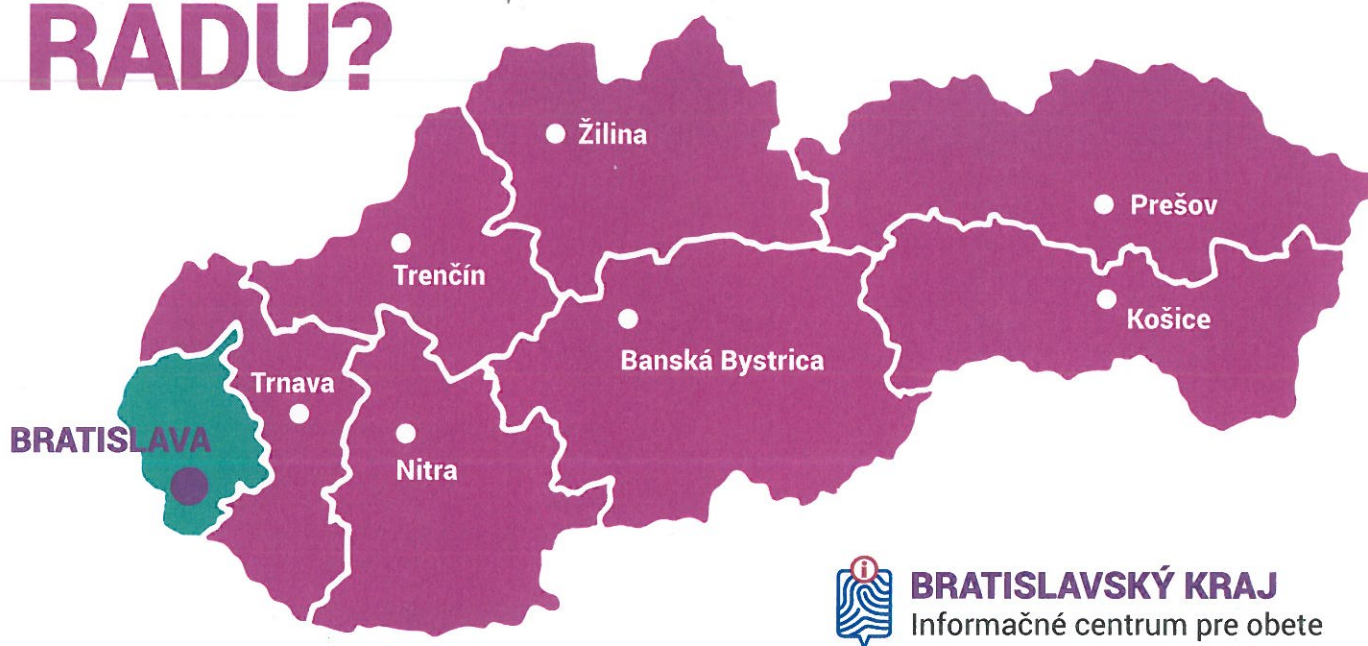 RADU?
Žilina
Prešov
Trenčín
Košice
Banská Bystrica
Trnava
BRATISLAVA
Nitra
i
BRATISLAVSKÝ KRAJ
Informačné centrum pre obete